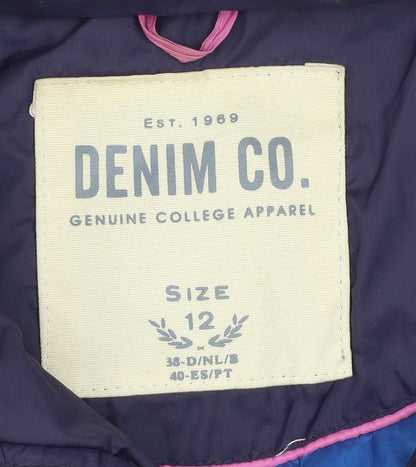 EST. 1969
DENIM CO.
GENUINE COLLEGE APPAREL
SIZE
12
38-D/NL/B
40-ES/PT